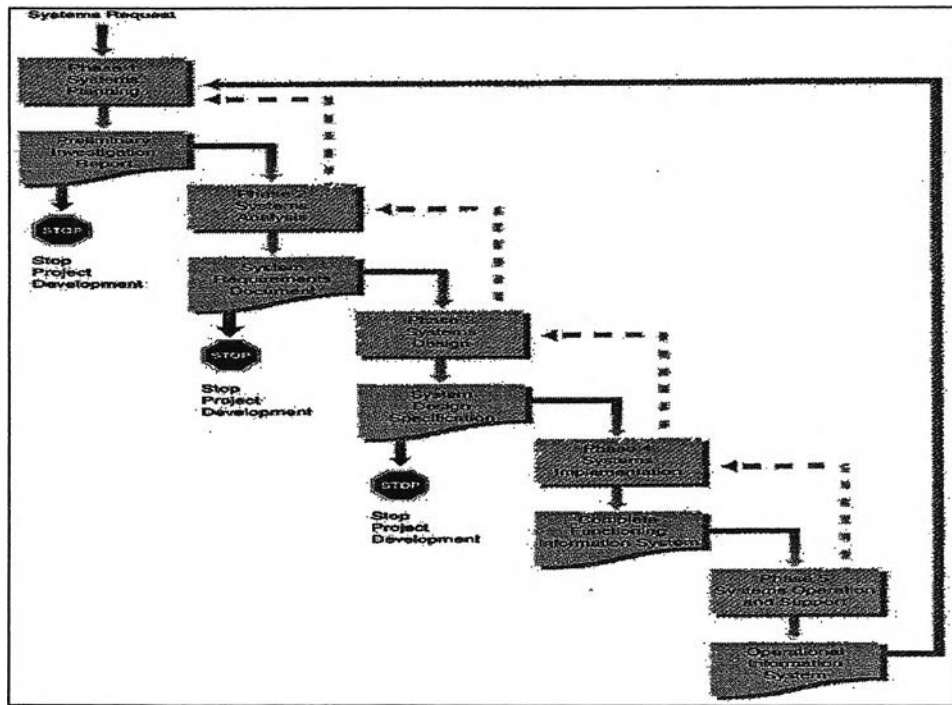 Systems Request
Phase 1
Systems
Planning
Preliminary
Investigation
Report
STOP
Stop
Project
Development
Phase 2
Systems
Analysis
System
Requirements
Document
STOP
Stop
Project
Development
Phase 3
Systems
Design
System
Design
Specification
STOP
Stop
Project
Development
Phase 4
Systems
Implementation
Complete
Functioning
Information System
Phase 5
Systems Operation
and Support
Operational
Information
System